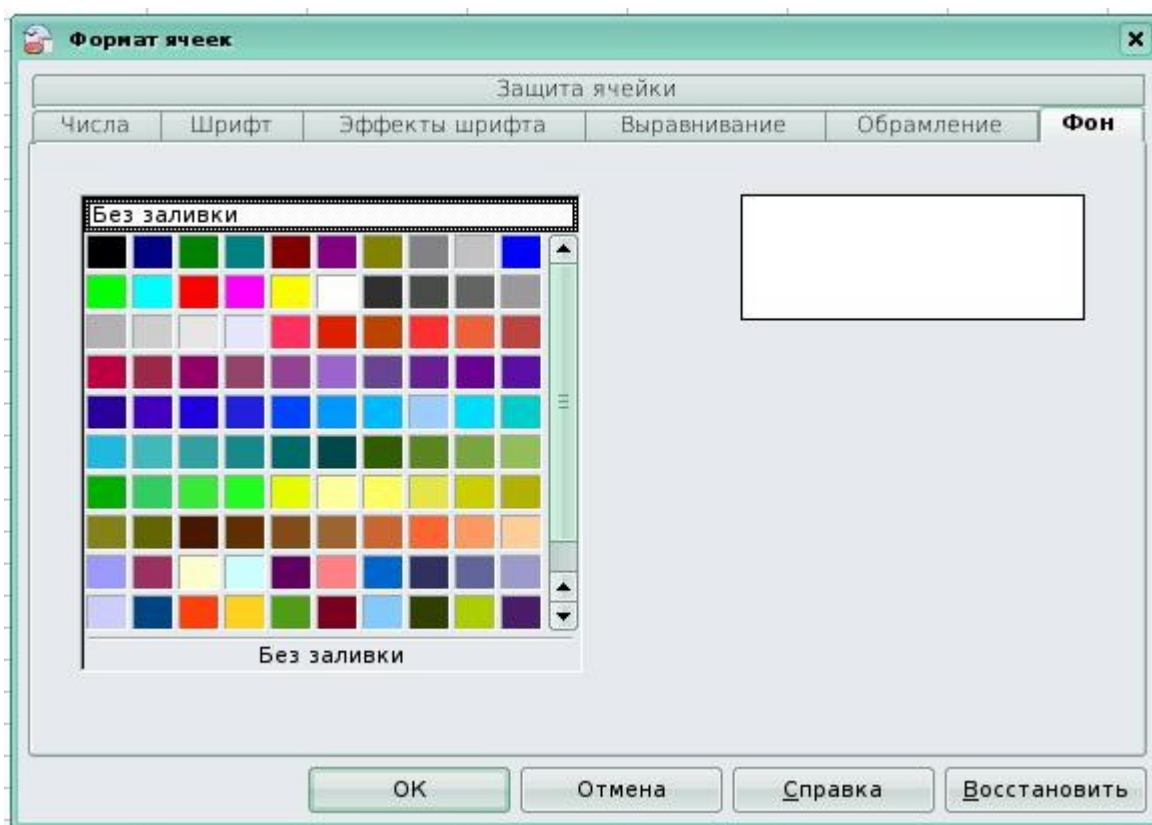 Формат ячеек
Защита ячейки
Числа Шрифт Эффекты шрифта Выравнивание Обрамление Фон
Без заливки
Без заливки
OK Отмена Справка Восстановить